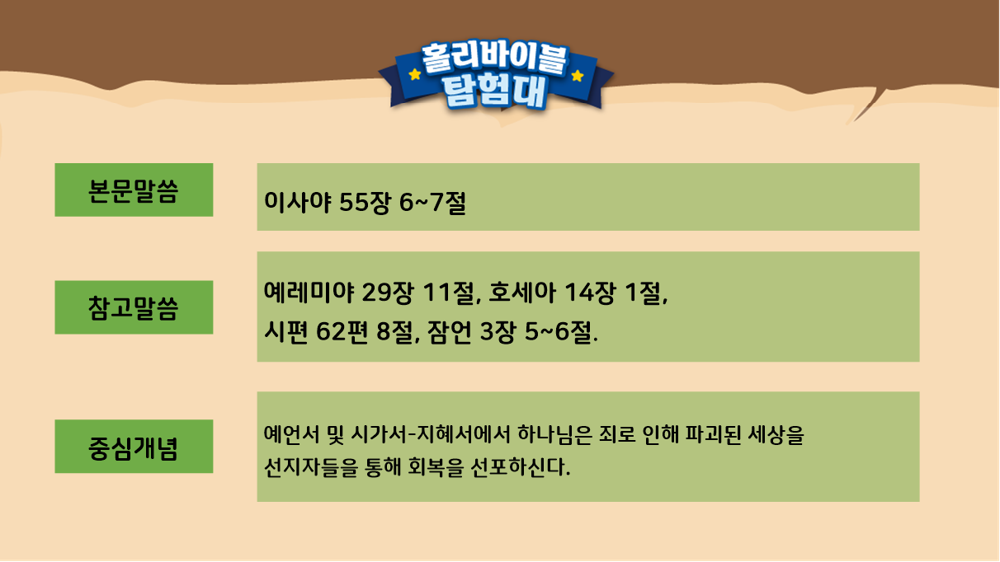 홀리바이블
탐험대
본문말씀
이사야 55장 6~7절
참고말씀
예레미야 29장 11절, 호세아 14장 1절,
시편 62편 8절, 잠언 3장 5~6절.
중심개념
예언서 및 시가서-지혜서에서 하나님은 죄로 인해 파괴된 세상을
선지자들을 통해 회복을 선포하신다.